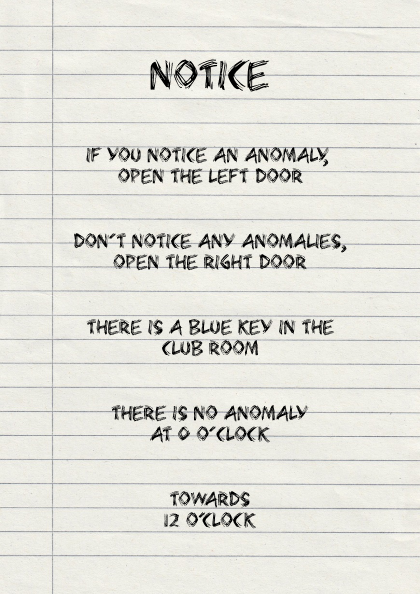 NOTICE
IF YOU NOTICE AN ANOMALY,
OPEN THE LEFT DOOR
DON'T NOTICE ANY ANOMALIES,
OPEN THE RIGHT DOOR
THERE IS A BLUE KEY IN THE
CLUB ROOM
THERE IS NO ANOMALY
AT 0 O'CLOCK
TOWARDS
12 O'CLOCK